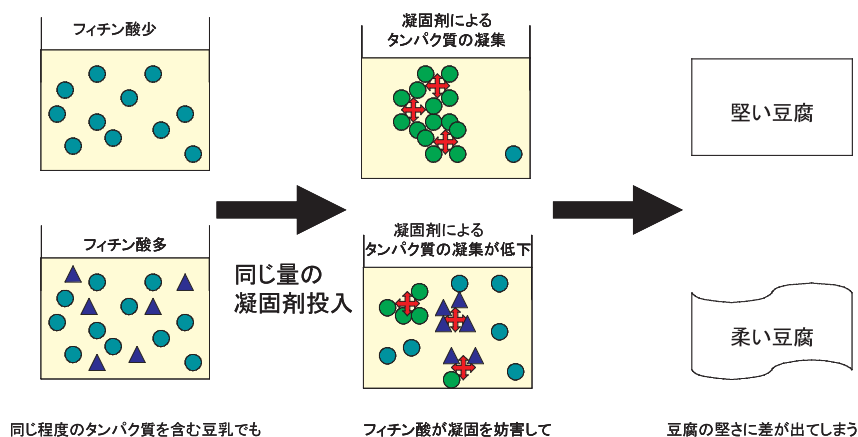 フィチン酸少
凝固剤による
タンパク質の凝集
堅い豆腐
フィチン酸多
同じ量の
凝固剤投入
凝固剤による
タンパク質の凝集が低下
柔い豆腐
同じ程度のタンパク質を含む豆乳でも
フィチン酸が凝固を妨害して
豆腐の堅さに差が出てしまう